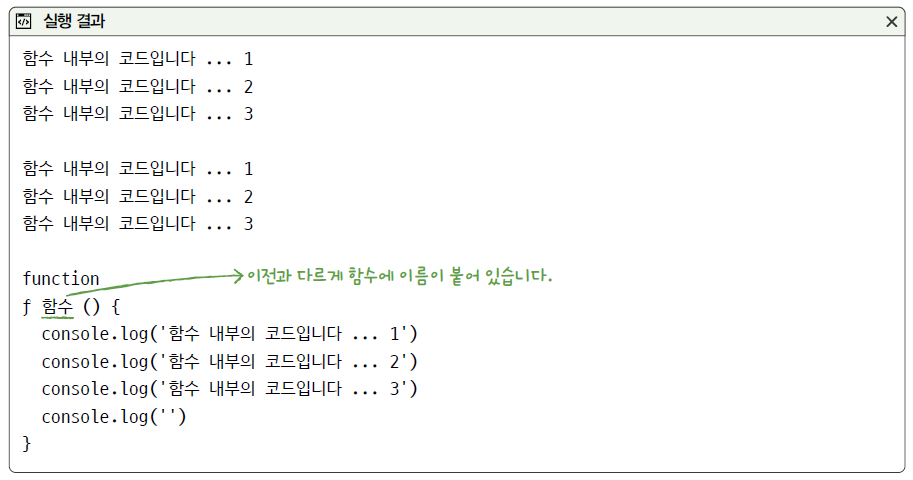 실행 결과
함수 내부의 코드입니다 ... 1
함수 내부의 코드입니다 ... 2
함수 내부의 코드입니다 ... 3
함수 내부의 코드입니다 ... 1
함수 내부의 코드입니다 ... 2
함수 내부의 코드입니다 ... 3
function
이전과 다르게 함수에 이름이 붙어 있습니다.
ƒ 함수 () {
  console.log('함수 내부의 코드입니다 ... 1')
  console.log('함수 내부의 코드입니다 ... 2')
  console.log('함수 내부의 코드입니다 ... 3')
  console.log('')
}